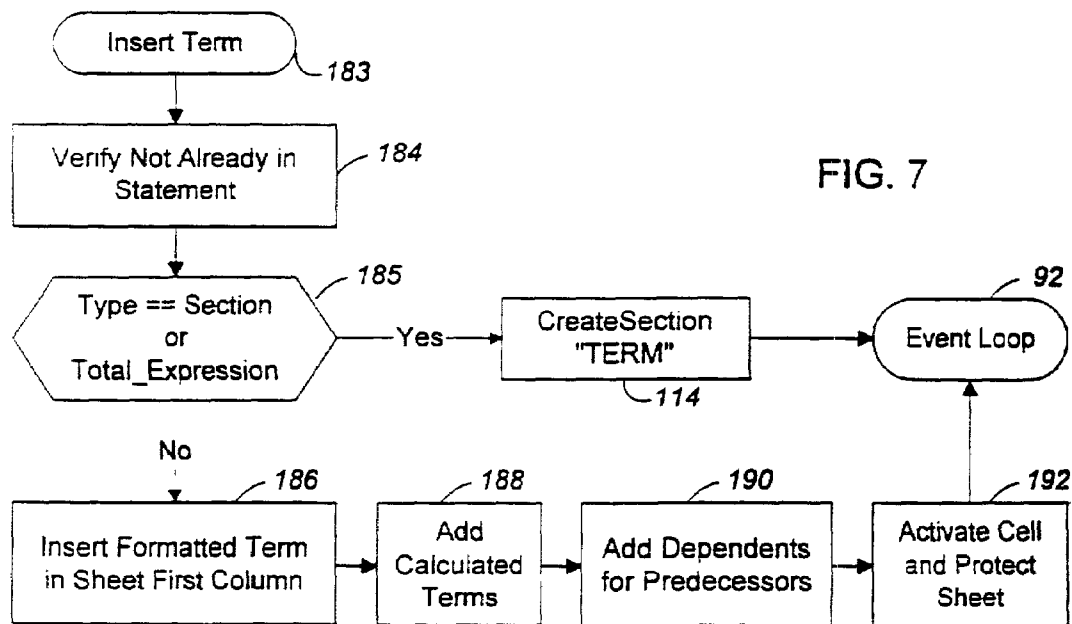 Insert Term
183
Verify Not Already in
Statement
184
FIG. 7
Type == Section
or
Total_Expression
185
Yes
CreateSection
"TERM"
114
92
Event Loop
No
186
Insert Formatted Term
in Sheet First Column
188
Add
Calculated
Terms
190
Add Dependents
for Predecessors
192
Activate Cell
and Protect
Sheet